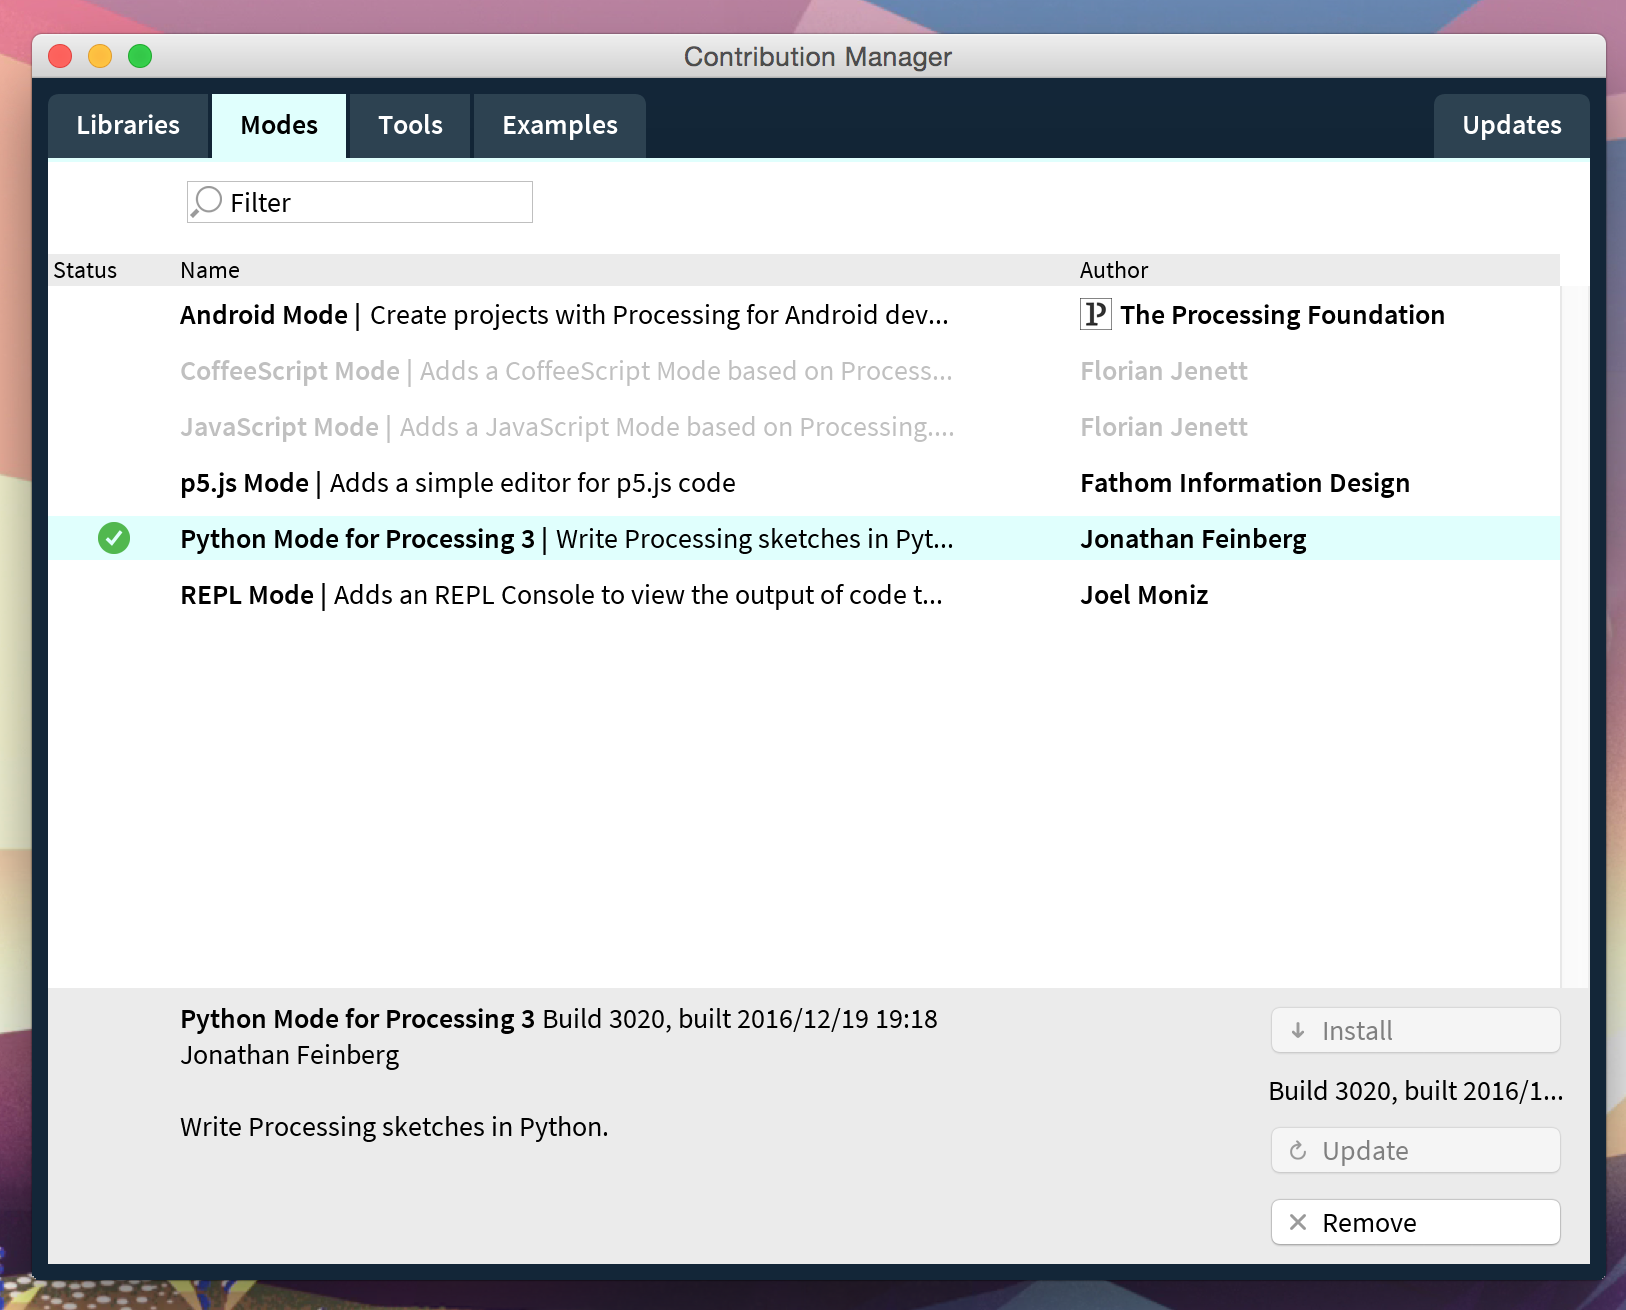 Contribution Manager
Libraries Modes Tools Examples Updates
Filter
Status Name Author
Android Mode | Create projects with Processing for Android dev... P The Processing Foundation
CoffeeScript Mode | Adds a CoffeeScript Mode based on Process... Florian Jenett
JavaScript Mode | Adds a JavaScript Mode based on Processing.... Florian Jenett
p5.js Mode | Adds a simple editor for p5.js code Fathom Information Design
Python Mode for Processing 3 | Write Processing sketches in Pyt... Jonathan Feinberg
REPL Mode | Adds an REPL Console to view the output of code t... Joel Moniz
Python Mode for Processing 3 Build 3020, built 2016/12/19 19:18
Jonathan Feinberg
Write Processing sketches in Python.
Install
Build 3020, built 2016/1...
Update
Remove